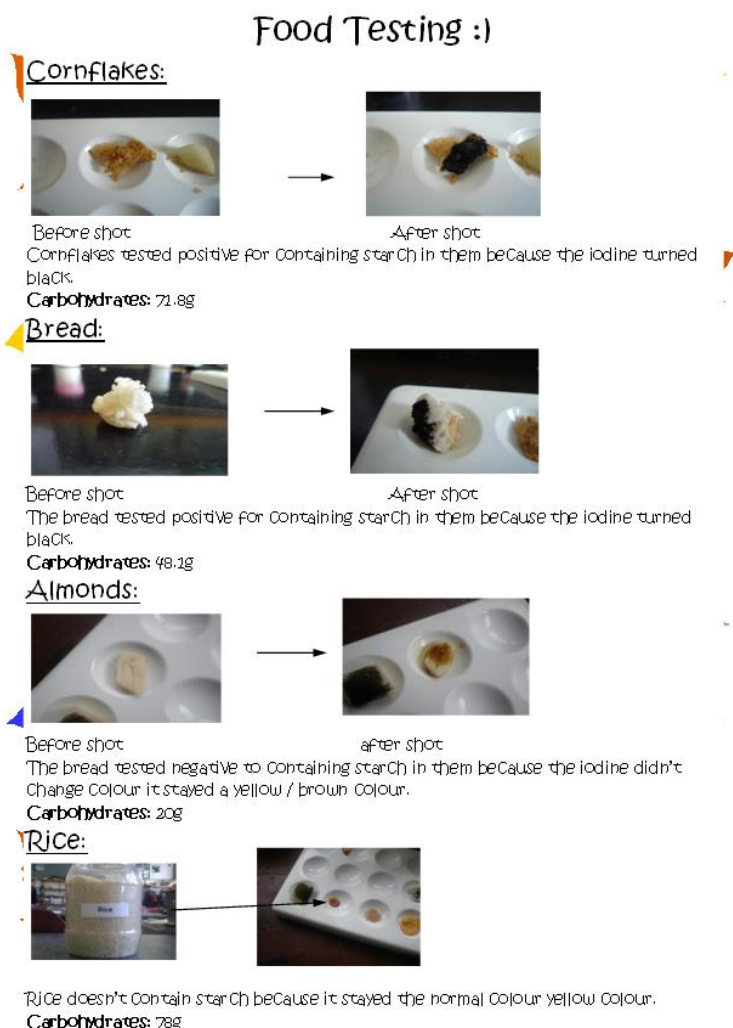 Food Testing :)
Cornflakes:
Before shot
After shot
Cornflakes tested positive for containing starch in them because the iodine turned
black.
Carbohydrates: 71.8g
Bread:
Before shot
After shot
The bread tested positive for containing starch in them because the iodine turned
black.
Carbohydrates: 48.1g
Almonds:
Before shot
after shot
The bread tested negative to containing starch in them because the iodine didn't
change colour it stayed a yellow / brown colour.
Carbohydrates: 20g
Rice:
Rice
Rice doesn't contain starch because it stayed the normal colour yellow colour.
Carbohydrates: 78g